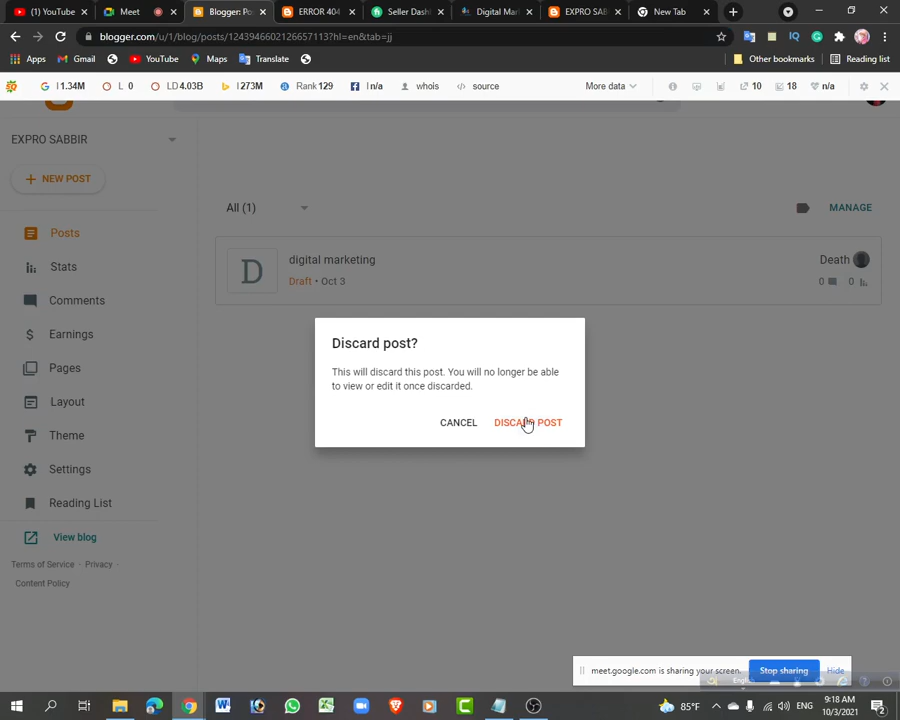 (1) YouTube
Meet
Blogger: Po
ERROR 404
Seller Dash
Digital Mar
EXPRO SAB
New Tab
blogger.com/u/1/blog/posts/1243946602126657113?hl=en&tab=jj
Apps
Gmail
YouTube
Maps
Translate
Other bookmarks
Reading list
1.34M
L 0
LD 4.03B
273M
Rank 129
n/a
whois
source
More data
10
18
n/a
EXPRO SABBIR
NEW POST
All (1)
MANAGE
Posts
Stats
Comments
Earnings
Pages
Layout
Theme
Settings
Reading List
View blog
Terms of Service · Privacy ·
Content Policy
D
digital marketing
Draft • Oct 3
Death
0
0
Discard post?
This will discard this post. You will no longer be able
to view or edit it once discarded.
CANCEL
DISCARD POST
meet.google.com is sharing your screen.
Stop sharing
Hide
85°F
ENG
9:18 AM
10/3/2021
2